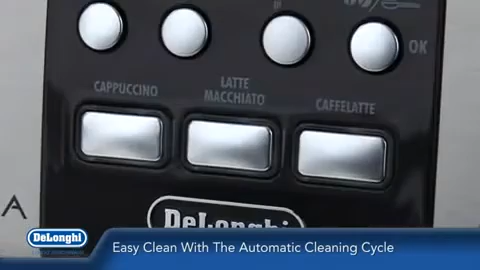 OK
CAPPUCCINO
LATTE
MACCHIATO
CAFFELATTE
DeLonghi
A
DeLonghi
Easy Clean With The Automatic Cleaning Cycle